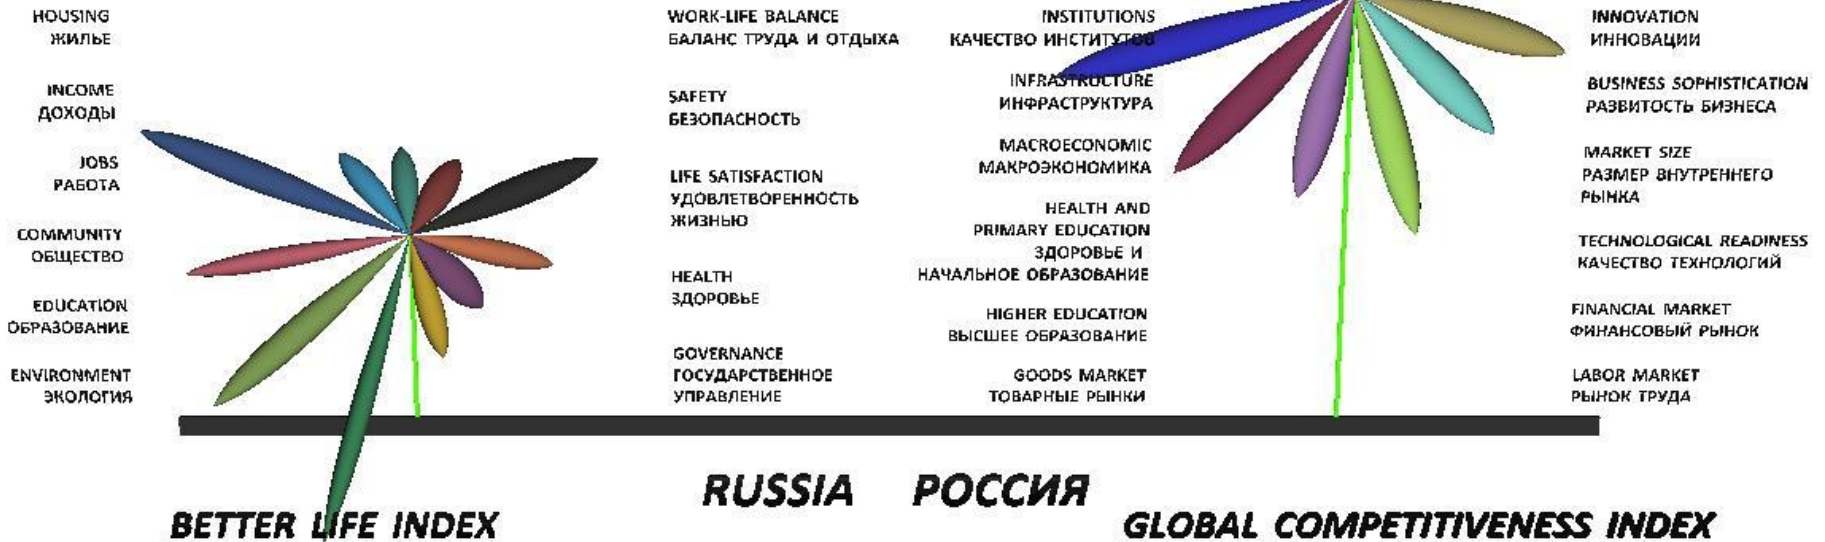 HOUSING
ЖИЛЬЕ
INCOME
ДОХОДЫ
JOBS
РАБОТА
COMMUNITY
ОБЩЕСТВО
EDUCATION
ОБРАЗОВАНИЕ
ENVIRONMENT
ЭКОЛОГИЯ
WORK-LIFE BALANCE
БАЛАНС ТРУДА И ОТДЫХА
SAFETY
БЕЗОПАСНОСТЬ
LIFE SATISFACTION
УДОВЛЕТВОРЕННОСТЬ
ЖИЗНЬЮ
HEALTH
ЗДОРОВЬЕ
GOVERNANCE
ГОСУДАРСТВЕННОЕ
УПРАВЛЕНИЕ
INSTITUTIONS
КАЧЕСТВО ИНСТИТУТОВ
INFRASTRUCTURE
ИНФРАСТРУКТУРА
MACROECONOMIC
МАКРОЭКОНОМИКА
HEALTH AND
PRIMARY EDUCATION
ЗДОРОВЬЕ И
НАЧАЛЬНОЕ ОБРАЗОВАНИЕ
HIGHER EDUCATION
ВЫСШЕЕ ОБРАЗОВАНИЕ
GOODS MARKET
ТОВАРНЫЕ РЫНКИ
INNOVATION
ИННОВАЦИИ
BUSINESS SOPHISTICATION
РАЗВИТОСТЬ БИЗНЕСА
MARKET SIZE
РАЗМЕР ВНУТРЕННЕГО
РЫНКА
TECHNOLOGICAL READINESS
КАЧЕСТВО ТЕХНОЛОГИЙ
FINANCIAL MARKET
ФИНАНСОВЫЙ РЫНОК
LABOR MARKET
РЫНОК ТРУДА
RUSSIA РОССИЯ
BETTER LIFE INDEX
GLOBAL COMPETITIVENESS INDEX